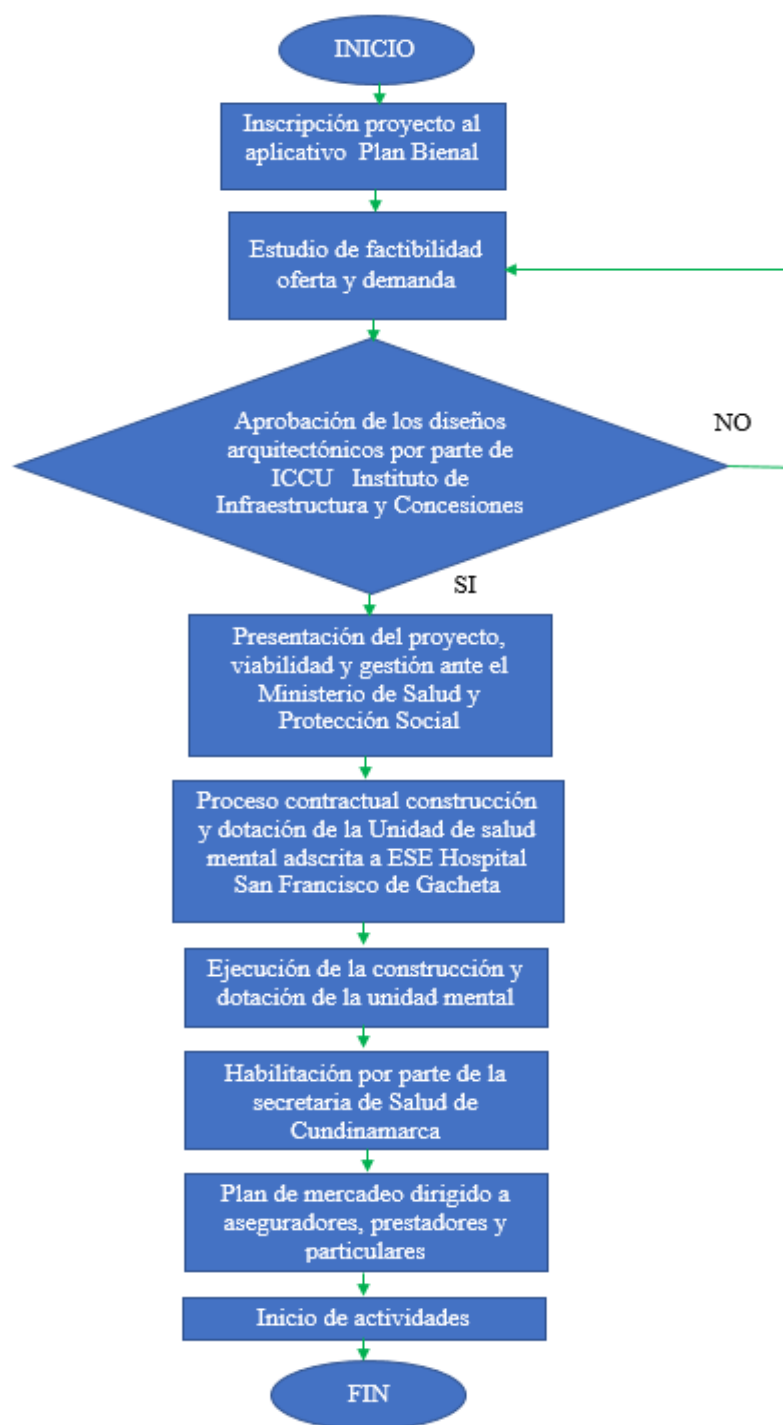 INICIO
Inscripción proyecto al
aplicativo Plan Bienal
Estudio de factibilidad
oferta y demanda
Aprobación de los diseños
arquitectónicos por parte de
ICCU Instituto de
Infraestructura y Concesiones
NO
SI
Presentación del proyecto,
viabilidad y gestión ante el
Ministerio de Salud y
Protección Social
Proceso contractual construcción
y dotación de la Unidad de salud
mental adscrita a ESE Hospital
San Francisco de Gacheta
Ejecución de la construcción y
dotación de la unidad mental
Habilitación por parte de la
secretaria de Salud de
Cundinamarca
Plan de mercadeo dirigido a
aseguradores, prestadores y
particulares
Inicio de actividades
FIN